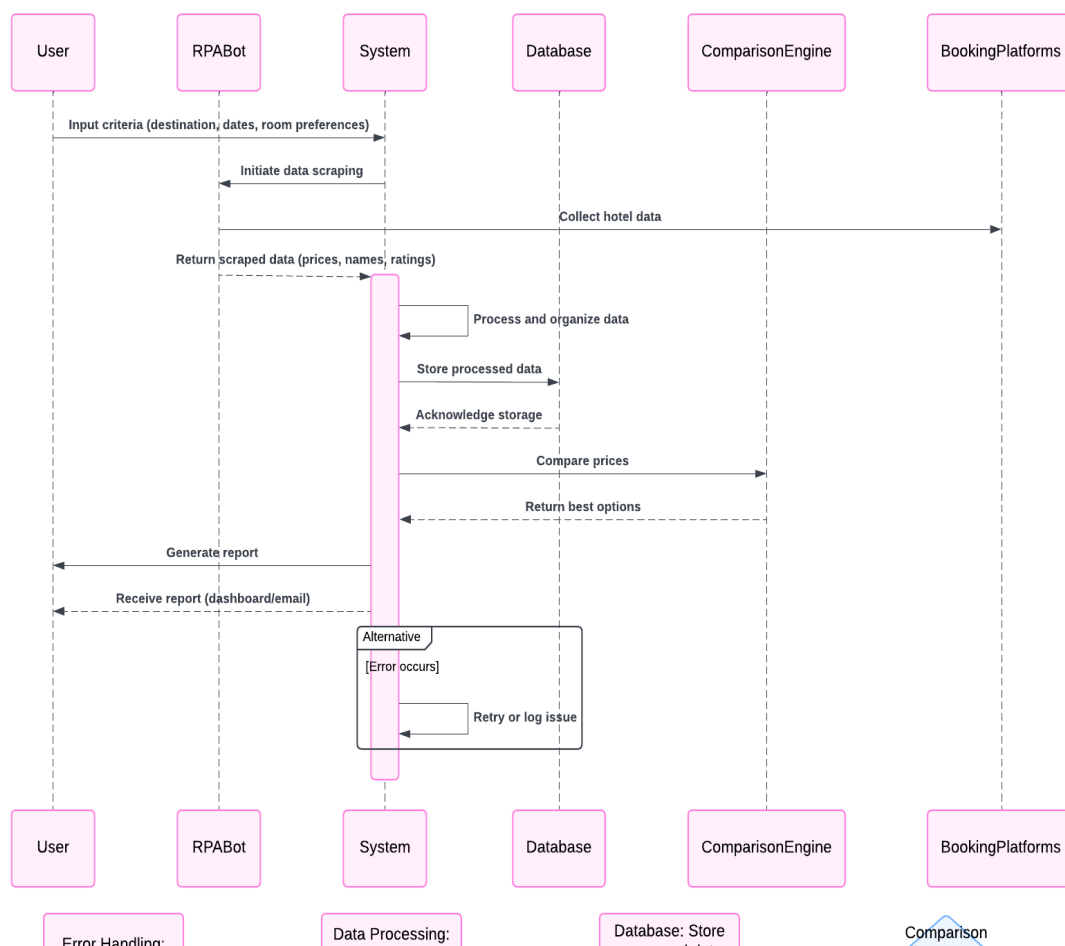 User
RPABot
System
Database
ComparisonEngine
BookingPlatforms
Input criteria (destination, dates, room preferences)
Initiate data scraping
Collect hotel data
Return scraped data (prices, names, ratings)
Process and organize data
Store processed data
Acknowledge storage
Compare prices
Return best options
Generate report
Receive report (dashboard/email)
Alternative
[Error occurs]
Retry or log issue
User
RPABot
System
Database
ComparisonEngine
BookingPlatforms
Error Handling:
Data Processing:
Database: Store
Comparison